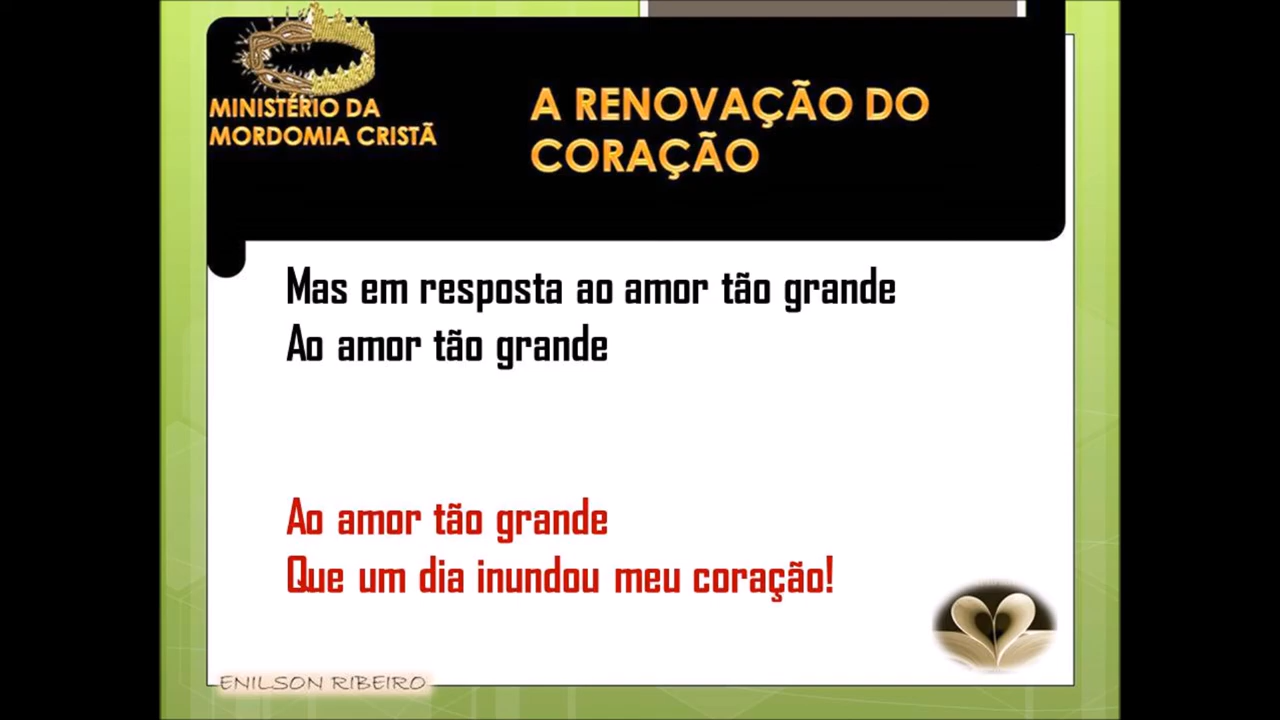 MINISTÉRIO DA
MORDOMIA CRISTÃ
A RENOVAÇÃO DO
CORAÇÃO
Mas em resposta ao amor tão grande
Ao amor tão grande
Ao amor tão grande
Que um dia inundou meu coração!
ENILSON RIBEIRO